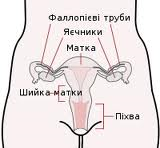 Фаллопієві труби
Яєчники
Матка
Шийка матки
Піхва